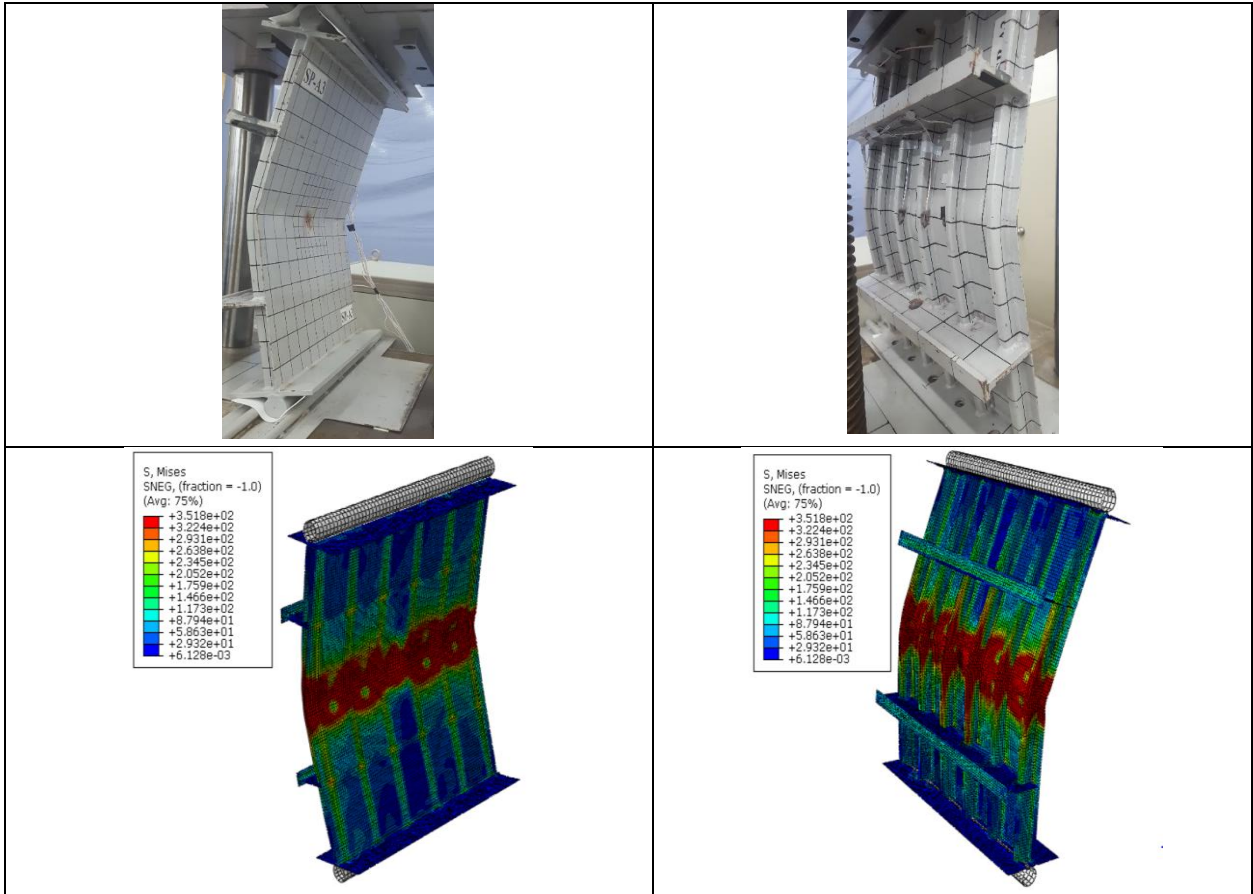 SP-A3
S, Mises
SNEG, (fraction = -1.0)
(Avg: 75%)
+3.518e+02
+3.224e+02
+2.931e+02
+2.638e+02
+2.345e+02
+2.052e+02
+1.759e+02
+1.466e+02
+1.173e+02
+8.794e+01
+5.863e+01
+2.932e+01
+6.128e-03
S, Mises
SNEG, (fraction = -1.0)
(Avg: 75%)
+3.518e+02
+3.224e+02
+2.931e+02
+2.638e+02
+2.345e+02
+2.052e+02
+1.759e+02
+1.466e+02
+1.173e+02
+8.794e+01
+5.863e+01
+2.932e+01
+6.128e-03